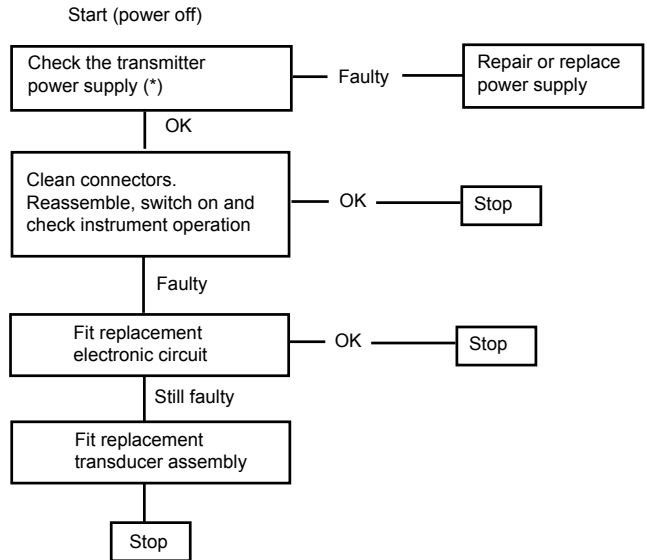 Start (power off)
Check the transmitter
power supply (*)
Faulty
Repair or replace
power supply
OK
Clean connectors.
Reassemble, switch on and
check instrument operation
OK
Stop
Faulty
Fit replacement
electronic circuit
OK
Stop
Still faulty
Fit replacement
transducer assembly
Stop